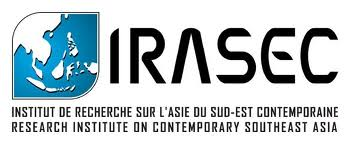 IRASEC
INSTITUT DE RECHERCHE SUR L'ASIE DU SUD-EST CONTEMPORAINE
RESEARCH INSTITUTE ON CONTEMPORARY SOUTHEAST ASIA